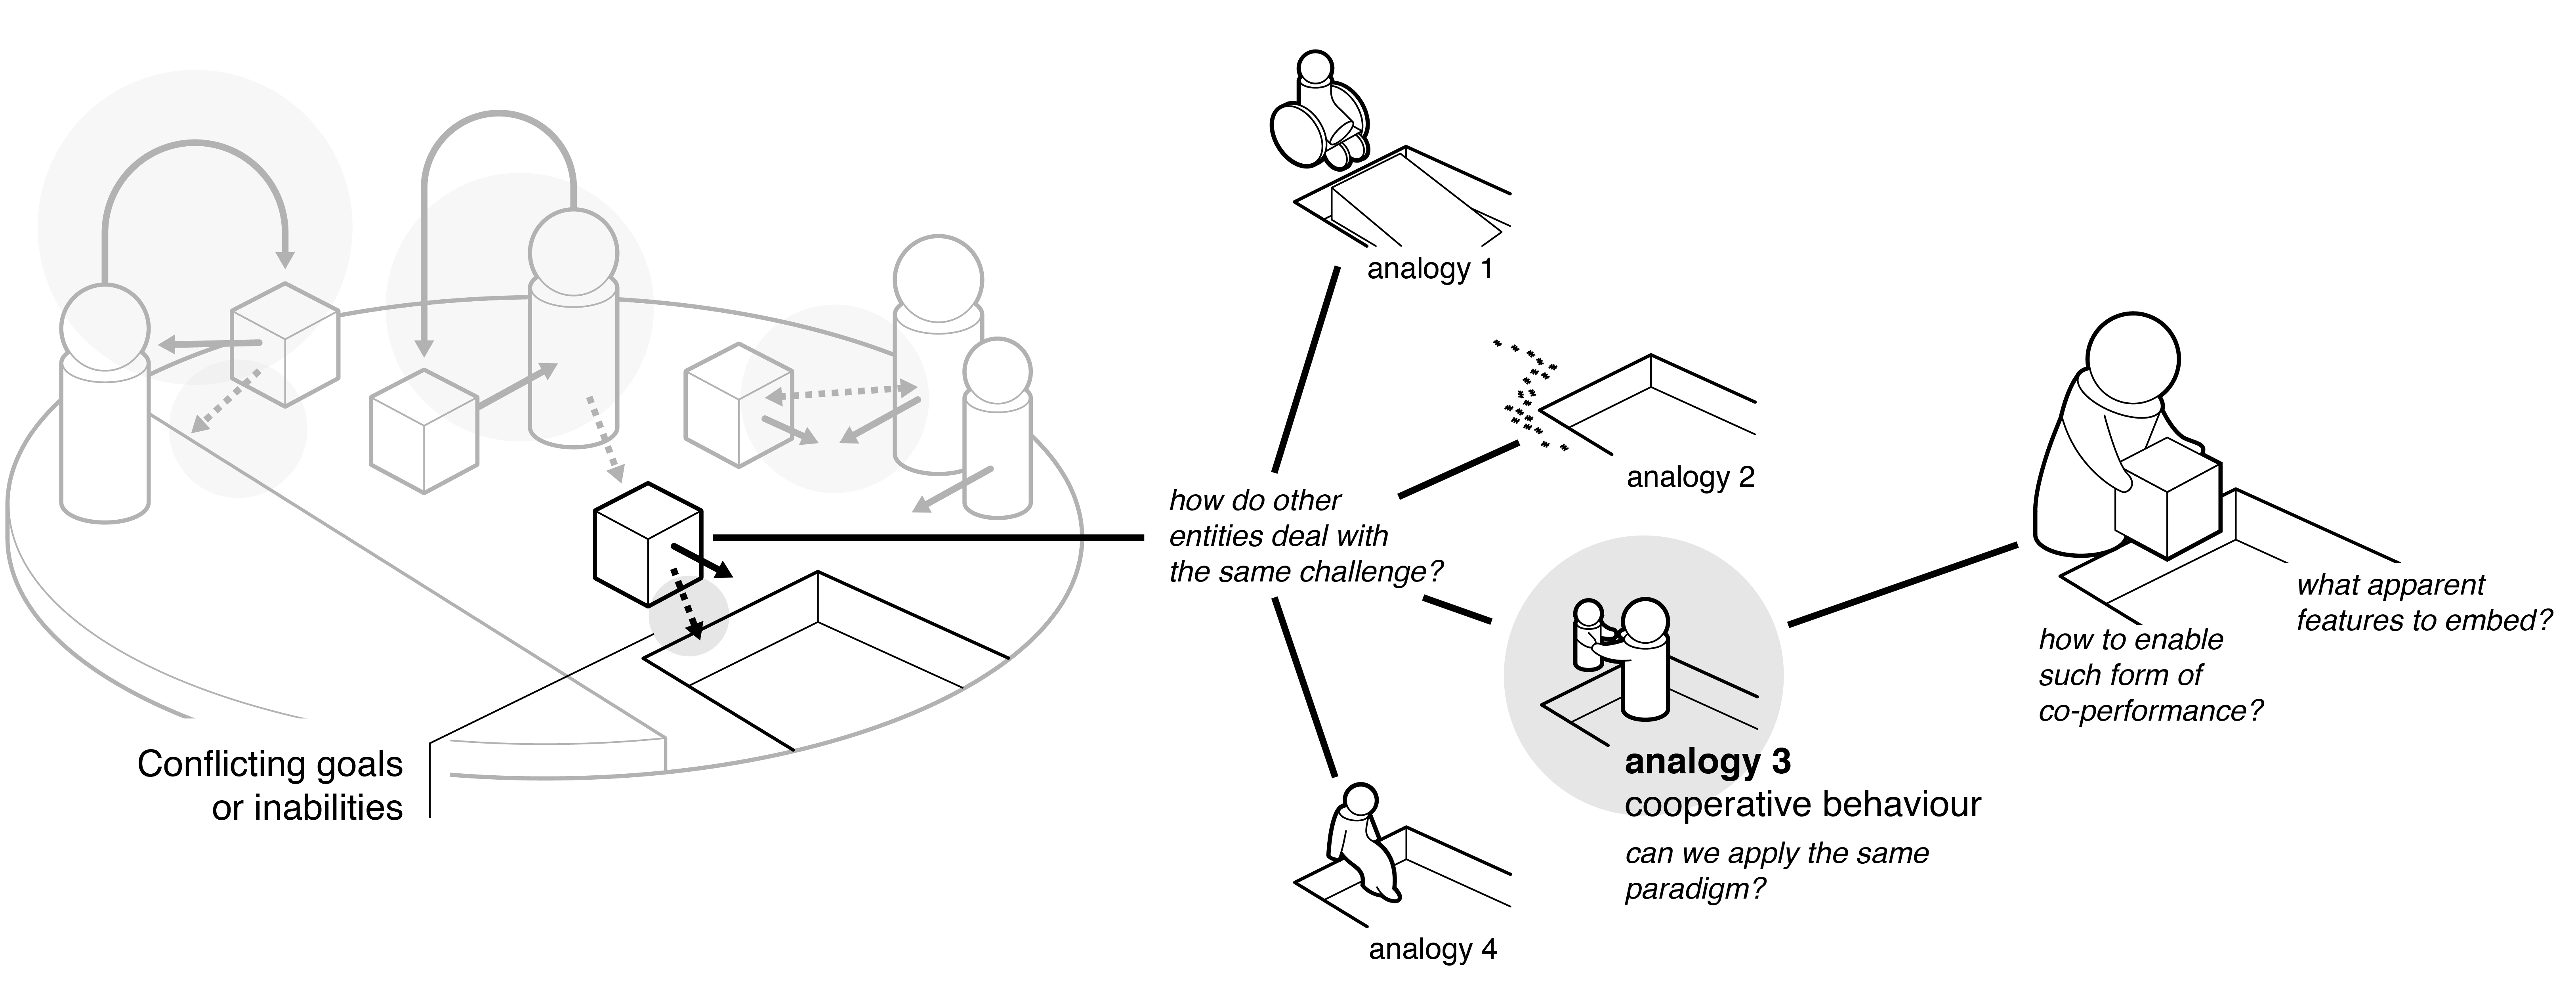 analogy 1
analogy 2
how do other
entities deal with
the same challenge?
what apparent
features to embed?
how to enable
such form of
co-performance?
Conflicting goals
or inabilities
analogy 3
cooperative behaviour
can we apply the same
paradigm?
analogy 4